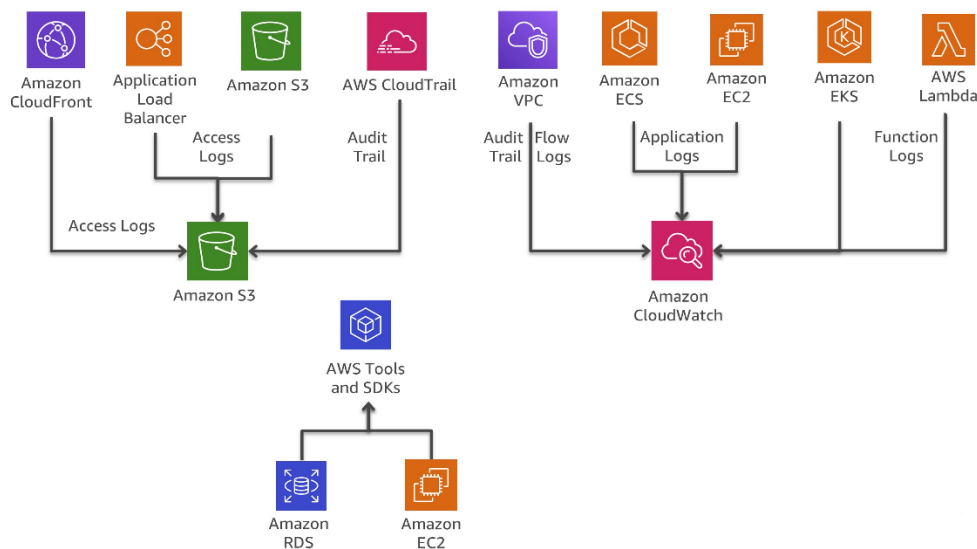 Amazon
CloudFront
Application
Load
Balancer
Amazon S3
AWS CloudTrail
Amazon
VPC
Amazon
ECS
Amazon
EC2
K
Amazon
EKS
AWS
Lambda
Access
Logs
Audit
Trail
Audit
Trail
Flow
Logs
Application
Logs
Function
Logs
Access Logs
Amazon S3
Amazon
CloudWatch
AWS Tools
and SDKs
Amazon
RDS
Amazon
EC2